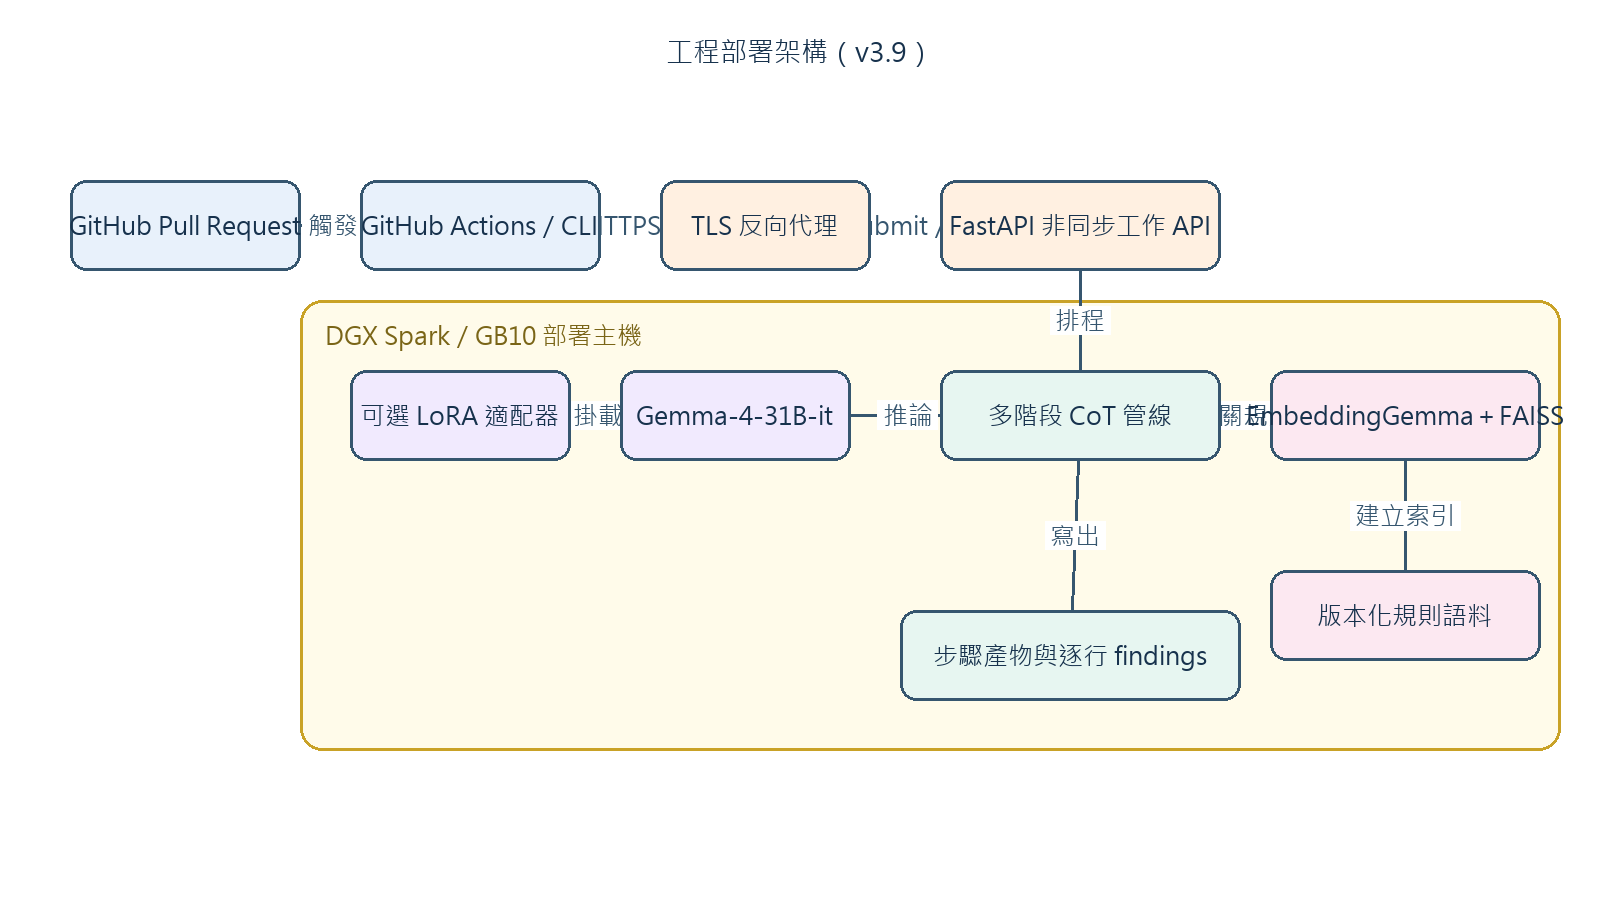 工程部署架構（v3.9）
GitHub Pull Request
觸發
GitHub Actions / CLI
TTPS
TLS 反向代理
bmit /
FastAPI 非同步工作 API
排程
DGX Spark / GB10 部署主機
可選 LoRA 適配器
掛載
Gemma-4-31B-it
推論
多階段 CoT 管線
EmbeddingGemma + FAISS
寫出
建立索引
版本化規則語料
步驟產物與逐行 findings